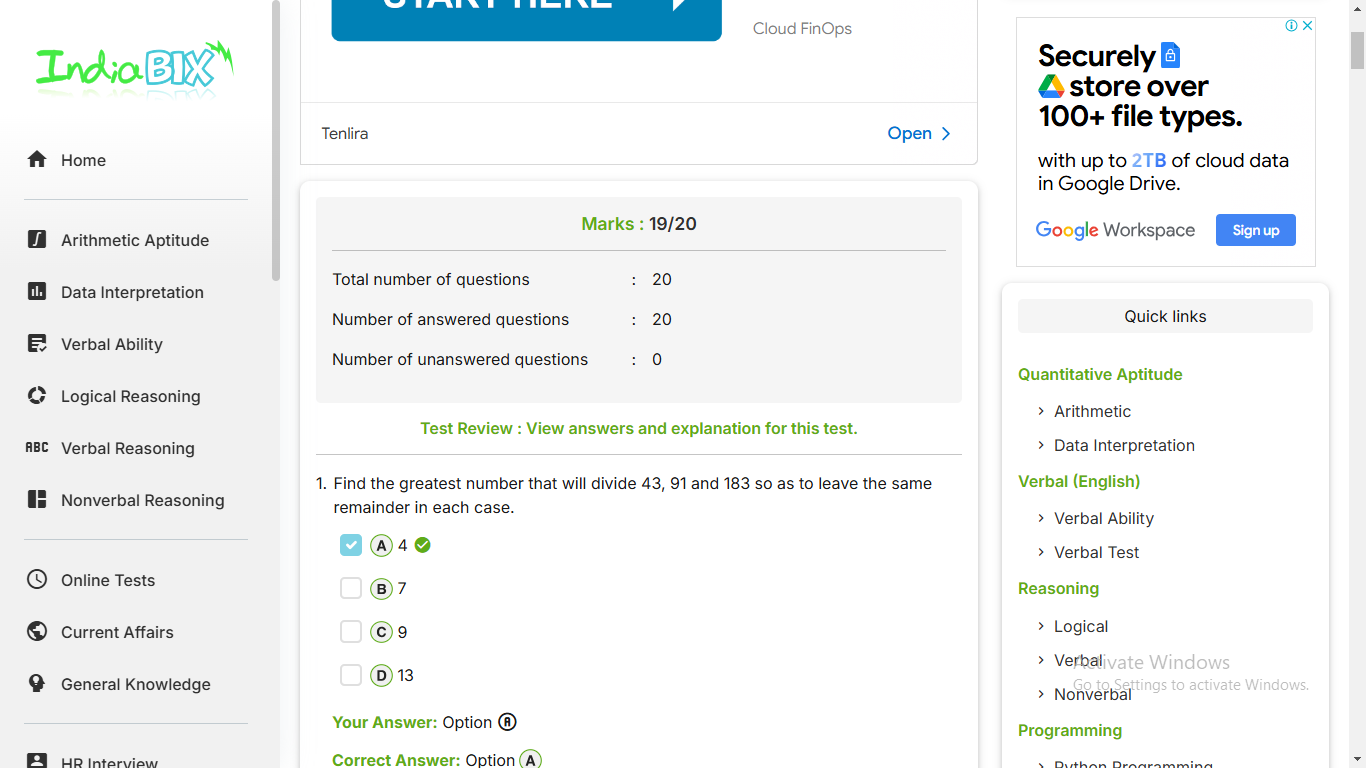 IndiaBIX
Home
Arithmetic Aptitude
Data Interpretation
Verbal Ability
Logical Reasoning
ABC Verbal Reasoning
Nonverbal Reasoning
Online Tests
Current Affairs
General Knowledge
HR Interview
START HERE
Cloud FinOps
Tenlira
Open
Marks : 19/20
Total number of questions : 20
Number of answered questions : 20
Number of unanswered questions : 0
Test Review : View answers and explanation for this test.
1. Find the greatest number that will divide 43, 91 and 183 so as to leave the same
remainder in each case.
A 4
B 7
C 9
D 13
Your Answer: Option A
Correct Answer: Option A
Securely
store over
100+ file types.
with up to 2TB of cloud data
in Google Drive.
Google Workspace
Sign up
Quick links
Quantitative Aptitude
Arithmetic
Data Interpretation
Verbal (English)
Verbal Ability
Verbal Test
Reasoning
Logical
Verbal
Nonverbal
Programming
Python Programming
Activate Windows
Go to Settings to activate Windows.